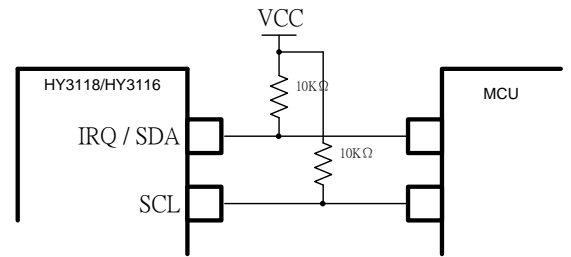 VCC
HY3118/HY3116
10KΩ
MCU
IRQ / SDA
10KΩ
SCL